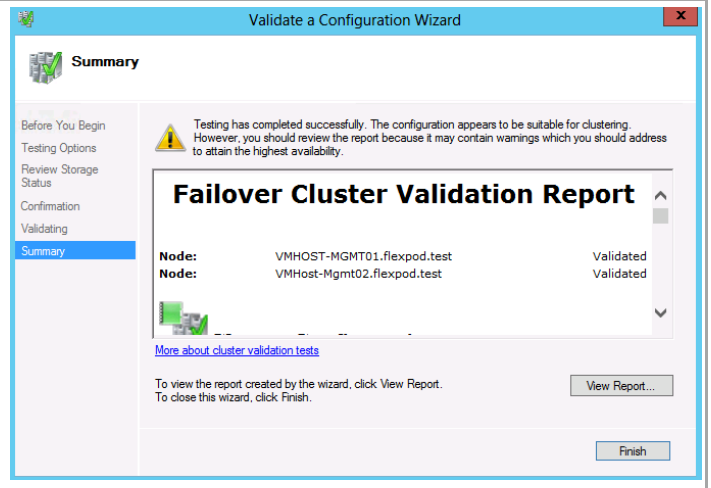 Validate a Configuration Wizard
x
Summary
Before You Begin
Testing Options
Review Storage
Status
Confirmation
Validating
Summary
Testing has completed successfully. The configuration appears to be suitable for clustering.
However, you should review the report because it may contain warnings which you should address
to attain the highest availability.
Failover Cluster Validation Report
Node: VMHOST-MGMT01.flexpod.test Validated
Node: VMHost-Mgmt02.flexpod.test Validated
More about cluster validation tests
To view the report created by the wizard, click View Report.
To close this wizard, click Finish.
View Report...
Finish